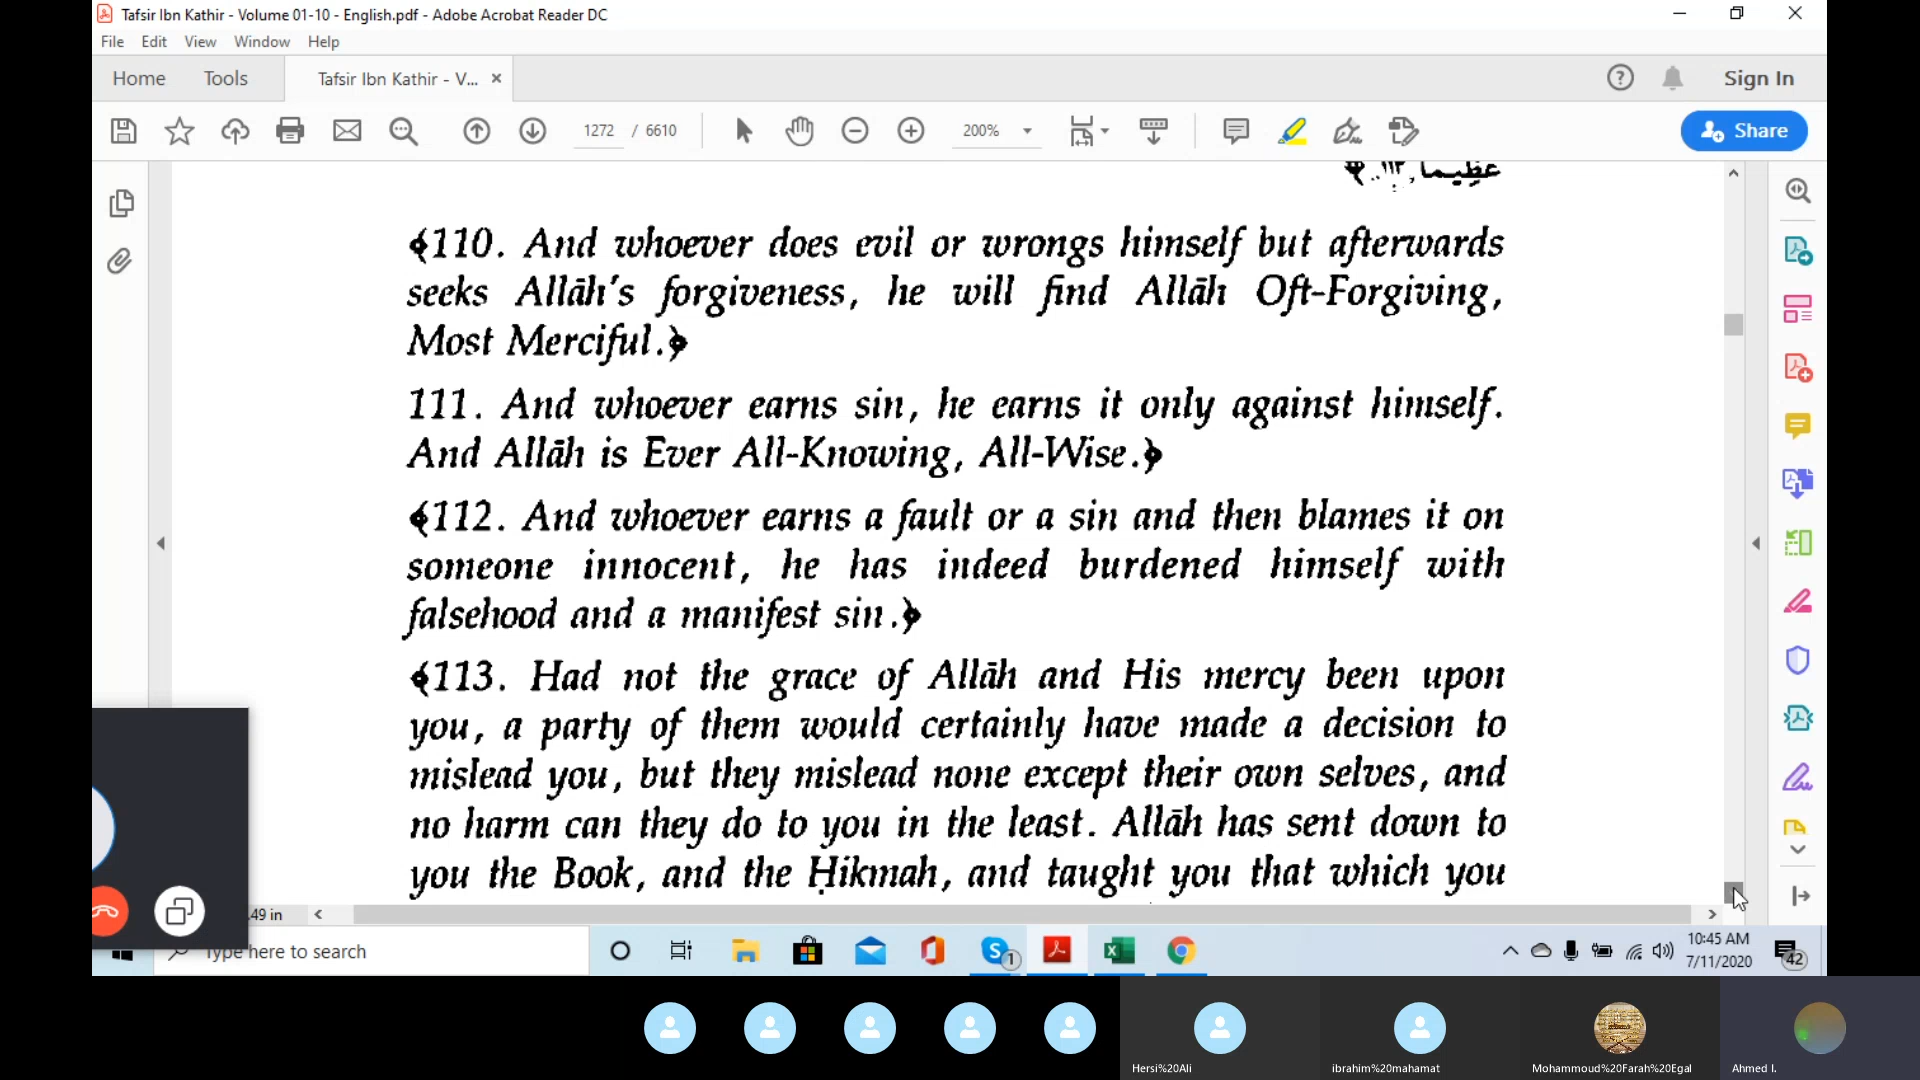 Tafsir Ibn Kathir - Volume 01-10 - English.pdf - Adobe Acrobat Reader DC
File Edit View Window Help
Home Tools Tafsir Ibn Kathir - V... Sign In
1272 / 6610 200% Share
عظيما ١١٣
110. And whoever does evil or wrongs himself but afterwards
seeks Allāh's forgiveness, he will find Allāh Oft-Forgiving,
Most Merciful.
111. And whoever earns sin, he earns it only against himself.
And Allāh is Ever All-Knowing, All-Wise.
112. And whoever earns a fault or a sin and then blames it on
someone innocent, he has indeed burdened himself with
falsehood and a manifest sin.
113. Had not the grace of Allāh and His mercy been upon
you, a party of them would certainly have made a decision to
mislead you, but they mislead none except their own selves, and
no harm can they do to you in the least. Allāh has sent down to
you the Book, and the Ḥikmah, and taught you that which you
.49 in
Type here to search
1
10:45 AM
7/11/2020
42
Hersi%20Ali
ibrahim%20mahamat
Mohammoud%20Farah%20Egal
Ahmed I.